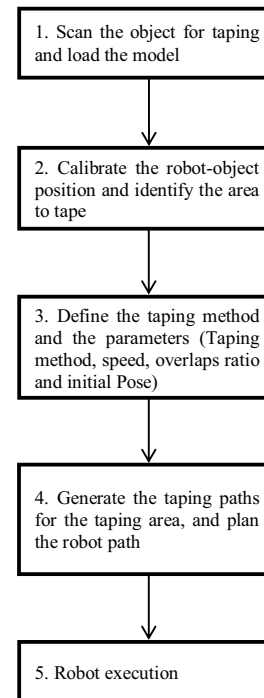 1. Scan the object for taping
and load the model
2. Calibrate the robot-object
position and identify the area
to tape
3. Define the taping method
and the parameters (Taping
method, speed, overlaps ratio
and initial Pose)
4. Generate the taping paths
for the taping area, and plan
the robot path
5. Robot execution